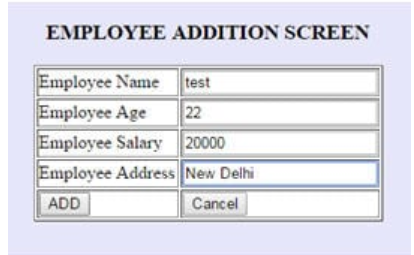 EMPLOYEE ADDITION SCREEN
Employee Name test
Employee Age 22
Employee Salary 20000
Employee Address New Delhi
ADD Cancel